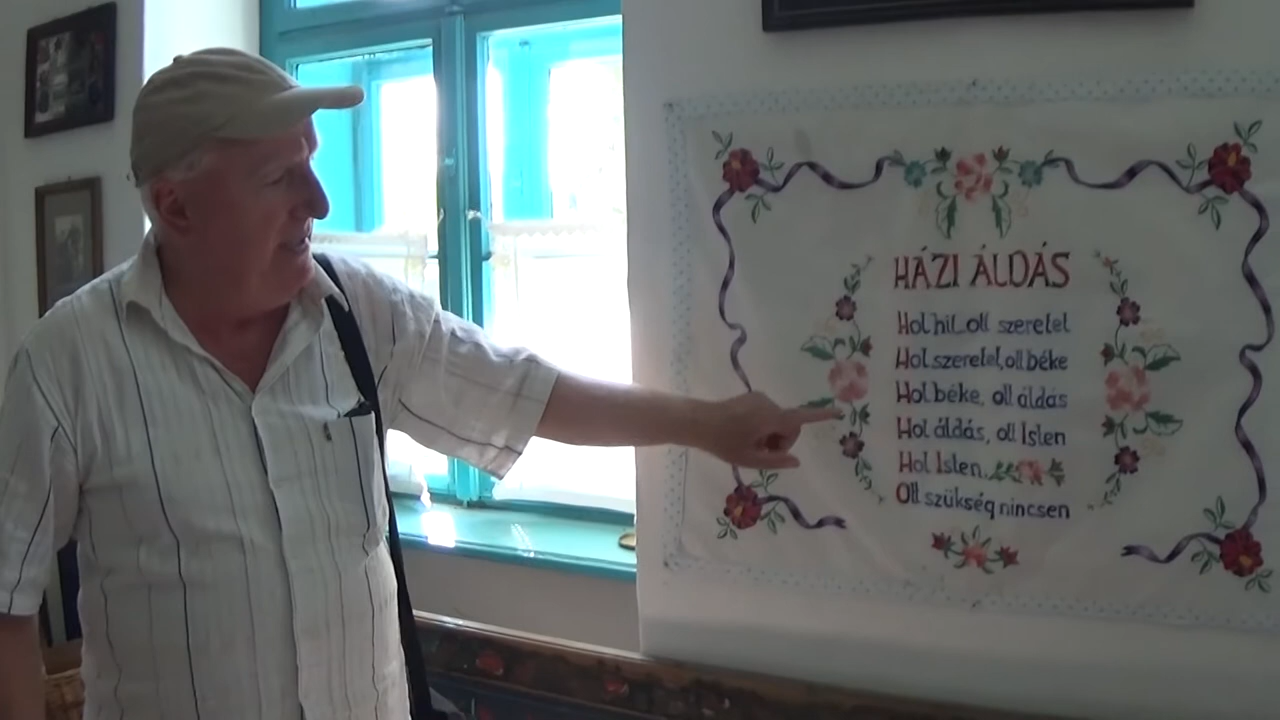 HÁZI ÁLDÁS
Hol hit ott szeretet
Hol szeretet, ott béke
Hol béke, ott áldás
Hol áldás, ott Isten
Hol Isten...
Ott szükség nincsen